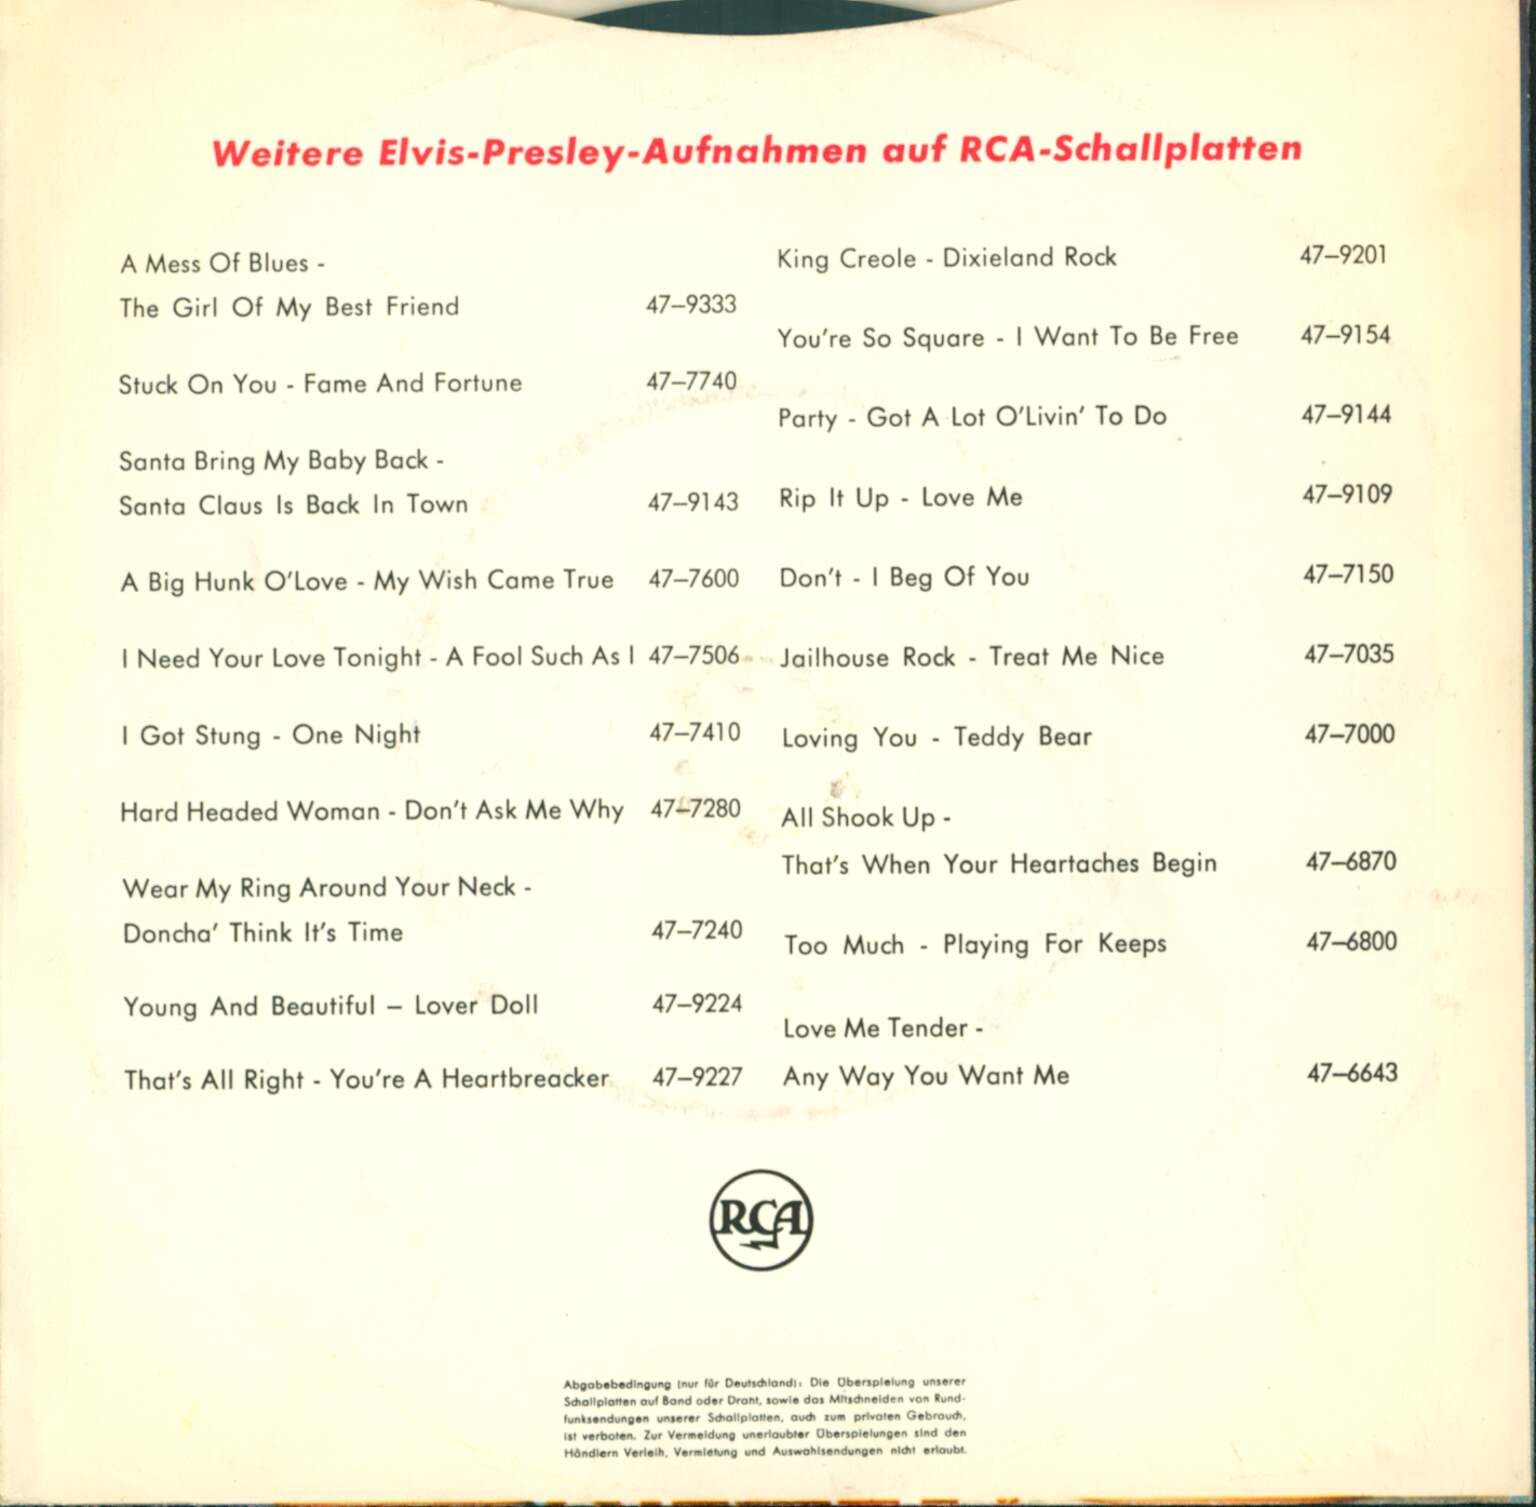 Weitere Elvis-Presley-Aufnahmen auf RCA-Schallplatten
A Mess Of Blues -
The Girl Of My Best Friend 47–9333
Stuck On You - Fame And Fortune 47–7740
Santa Bring My Baby Back -
Santa Claus Is Back In Town 47–9143
A Big Hunk O'Love - My Wish Came True 47–7600
I Need Your Love Tonight - A Fool Such As I 47–7506
I Got Stung - One Night 47–7410
Hard Headed Woman - Don't Ask Me Why 47–7280
Wear My Ring Around Your Neck -
Doncha' Think It's Time 47–7240
Young And Beautiful – Lover Doll 47–9224
That's All Right - You're A Heartbreacker 47–9227
King Creole - Dixieland Rock 47–9201
You're So Square - I Want To Be Free 47–9154
Party - Got A Lot O'Livin' To Do 47–9144
Rip It Up - Love Me 47–9109
Don't - I Beg Of You 47–7150
Jailhouse Rock - Treat Me Nice 47–7035
Loving You - Teddy Bear 47–7000
All Shook Up -
That's When Your Heartaches Begin 47–6870
Too Much - Playing For Keeps 47–6800
Love Me Tender -
Any Way You Want Me 47–6643
RCA
Abgabebedingung (nur für Deutschland): Die Überspielung unserer
Schallplatten auf Band oder Draht, sowie das Mitschneiden von Rund-
funksendungen unserer Schallplatten, auch zum privaten Gebrauch,
ist verboten. Zur Vermeidung unerlaubter Überspielungen sind den
Händlern Verleih, Vermietung und Auswahlsendungen nicht erlaubt.